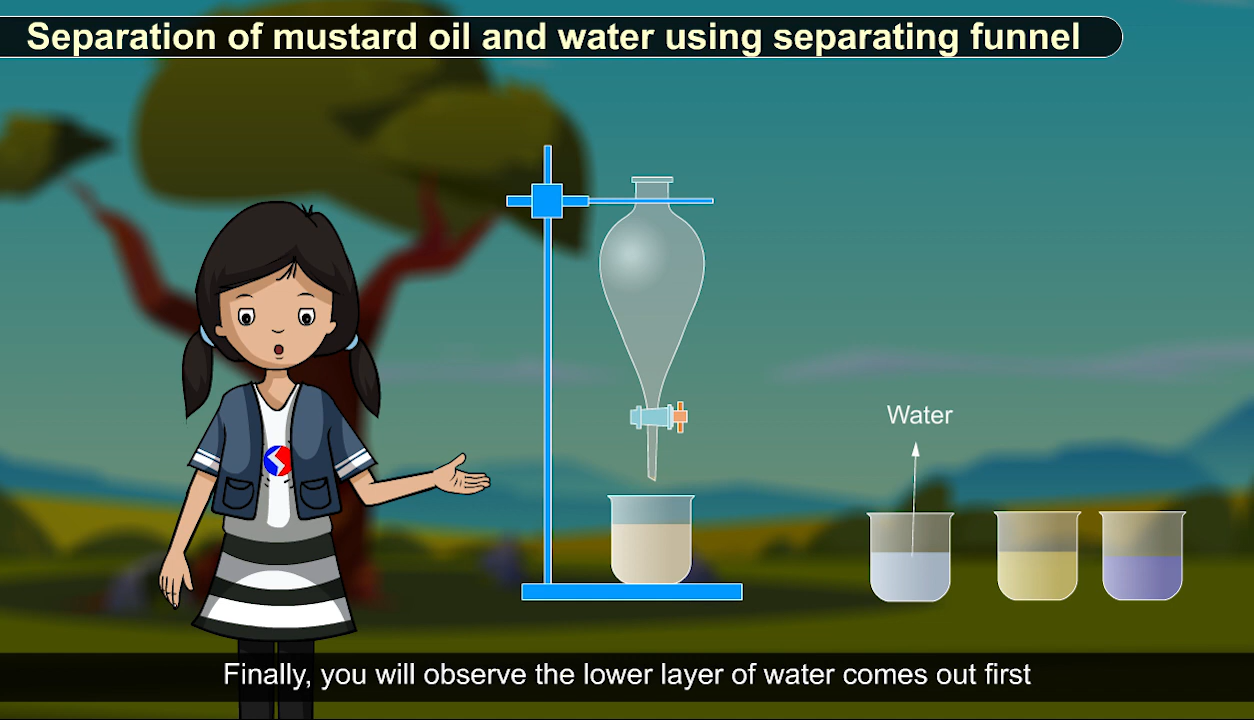 Separation of mustard oil and water using separating funnel
Water
Finally, you will observe the lower layer of water comes out first